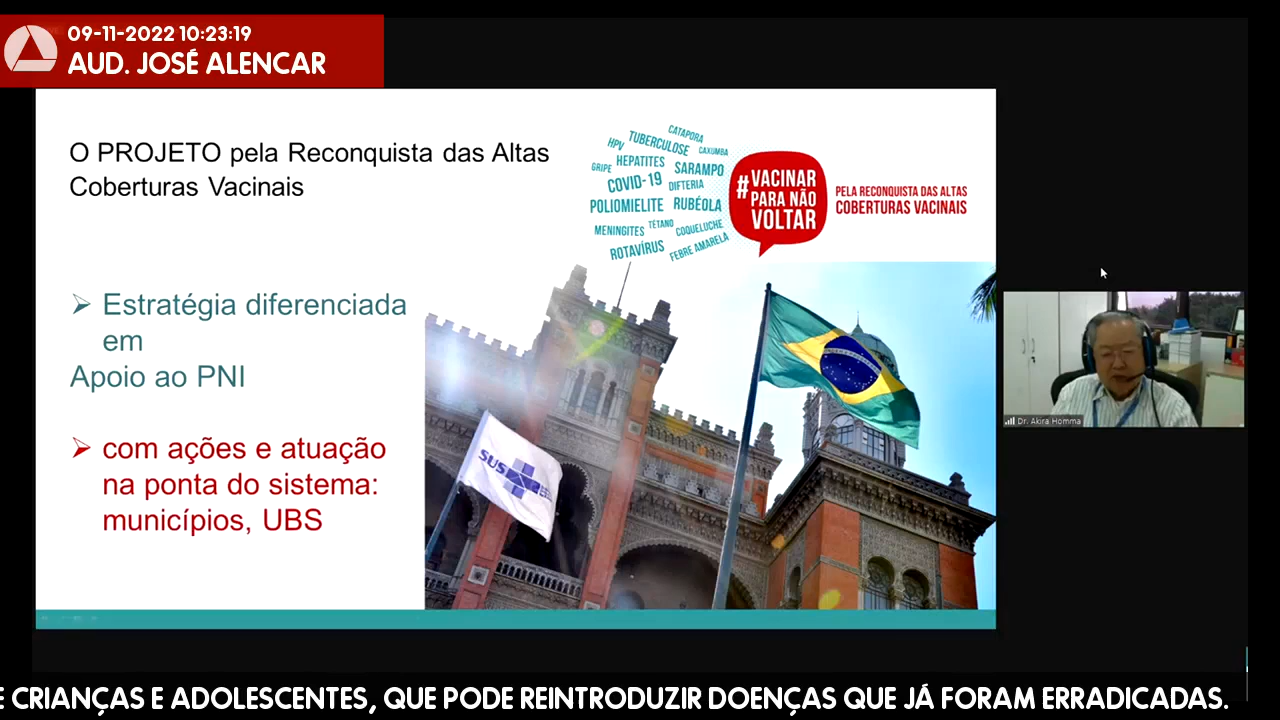 09-11-2022 10:23:19
AUD. JOSÉ ALENCAR
O PROJETO pela Reconquista das Altas
Coberturas Vacinais
CATAPORA
HPV
TUBERCULOSE
CAXUMBA
GRIPE
HEPATITES
SARAMPO
COVID-19
DIFTERIA
POLIOMIELITE
RUBÉOLA
MENINGITES
TÉTANO
COQUELUCHE
ROTAVÍRUS
FEBRE AMARELA
#VACINAR
PARA NÃO
VOLTAR
PELA RECONQUISTA DAS ALTAS
COBERTURAS VACINAIS
➢ Estratégia diferenciada
em
Apoio ao PNI
➢ com ações e atuação
na ponta do sistema:
municípios, UBS
SUS
Dr. Akira Homma
E CRIANÇAS E ADOLESCENTES, QUE PODE REINTRODUZIR DOENÇAS QUE JÁ FORAM ERRADICADAS.